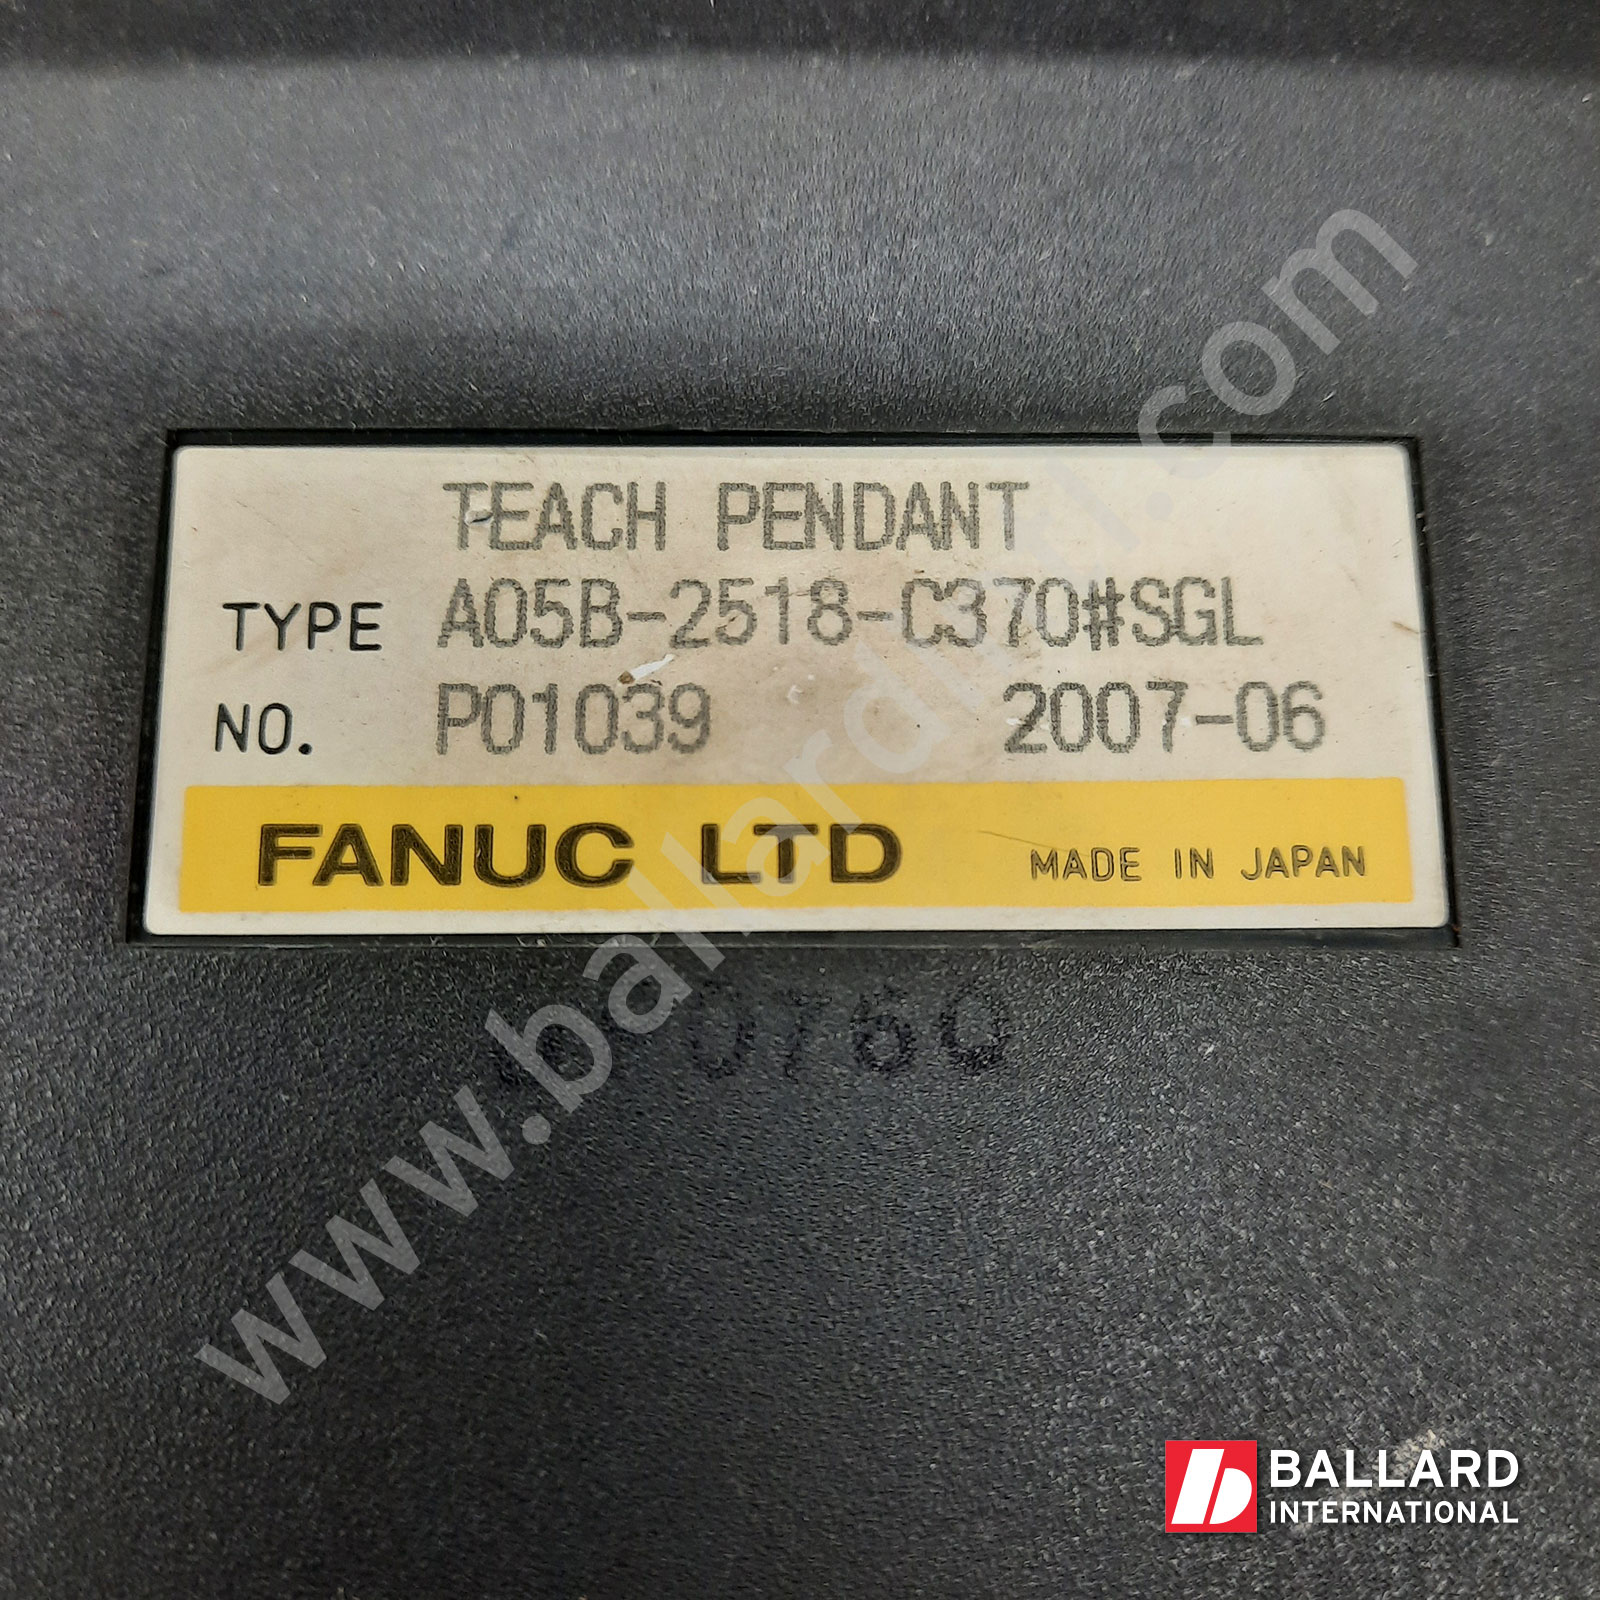 TEACH PENDANT
TYPE A05B-2518-C370#SGL
NO. P01039 2007-06
FANUC LTD MADE IN JAPAN
www.ballardintl.com
BALLARD
INTERNATIONAL